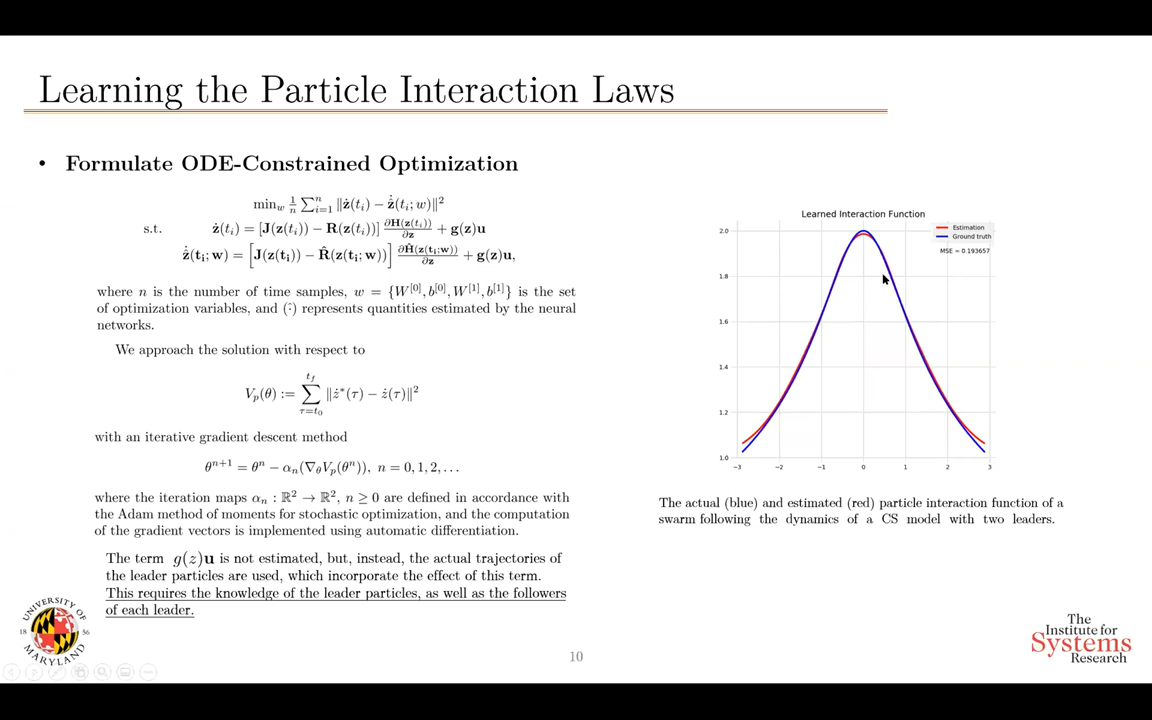 Learning the Particle Interaction Laws
• Formulate ODE-Constrained Optimization
min_w 1/n ∑_{i=1}^n ‖ż(t_i) − ẑ̇(t_i; w)‖²
s.t. ż(t_i) = [J(z(t_i)) − R(z(t_i))] ∂H(z(t_i))/∂z + g(z)u
ẑ̇(t_i; w) = [J(z(t_i)) − R̂(z(t_i; w))] ∂Ĥ(z(t_i; w))/∂z + g(z)u,
where n is the number of time samples, w = {W^[0], b^[0], W^[1], b^[1]} is the set
of optimization variables, and (·̂) represents quantities estimated by the neural
networks.
We approach the solution with respect to
V_p(θ) := ∑_{τ=t_0}^{t_f} ‖ż*(τ) − ż(τ)‖²
with an iterative gradient descent method
θ^{n+1} = θ^n − α_n(∇_θ V_p(θ^n)), n = 0, 1, 2, . . .
where the iteration maps α_n : ℝ² → ℝ², n ≥ 0 are defined in accordance with
the Adam method of moments for stochastic optimization, and the computation
of the gradient vectors is implemented using automatic differentiation.
The term g(z)u is not estimated, but, instead, the actual trajectories of
the leader particles are used, which incorporate the effect of this term.
This requires the knowledge of the leader particles, as well as the followers
of each leader.
Learned Interaction Function
Estimation
Ground truth
MSE = 0.193657
2.0
1.8
1.6
1.4
1.2
1.0
−3 −2 −1 0 1 2 3
The actual (blue) and estimated (red) particle interaction function of a
swarm following the dynamics of a CS model with two leaders.
UNIVERSITY OF
18 56
MARYLAND
10
The
Institute for
Systems
Research